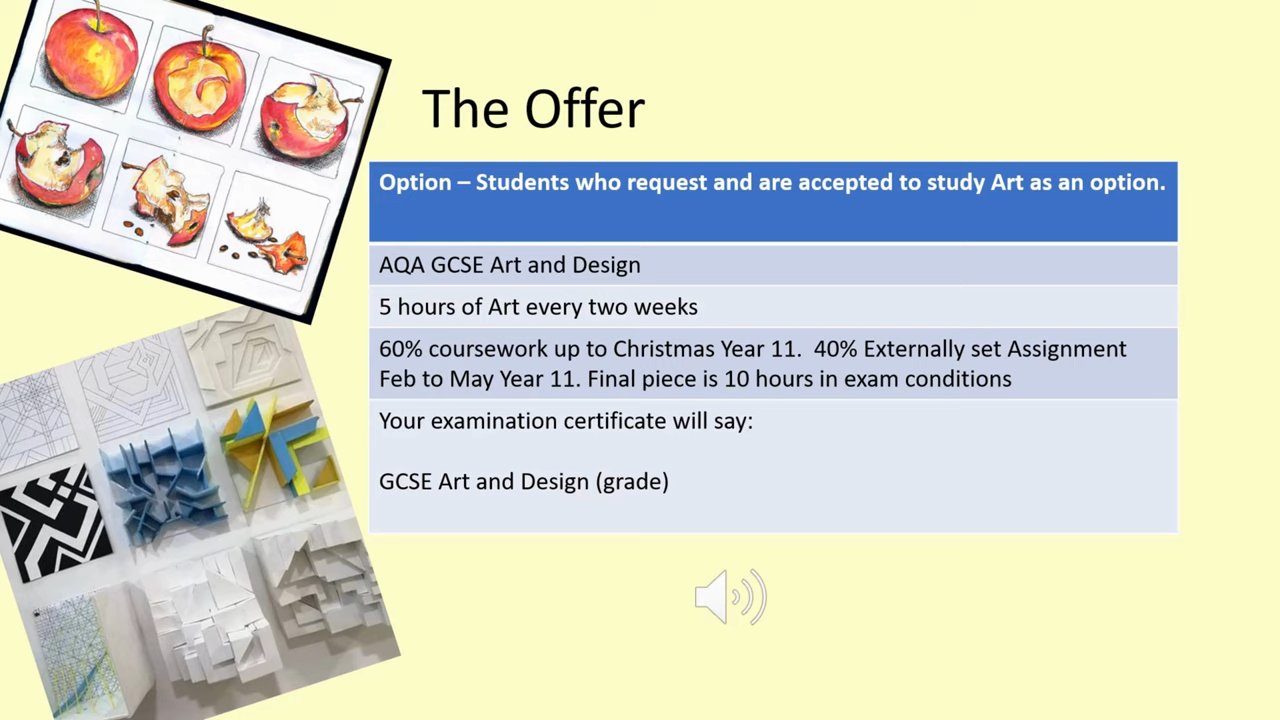 The Offer
Option – Students who request and are accepted to study Art as an option.
AQA GCSE Art and Design
5 hours of Art every two weeks
60% coursework up to Christmas Year 11.  40% Externally set Assignment
Feb to May Year 11. Final piece is 10 hours in exam conditions
Your examination certificate will say:
GCSE Art and Design (grade)